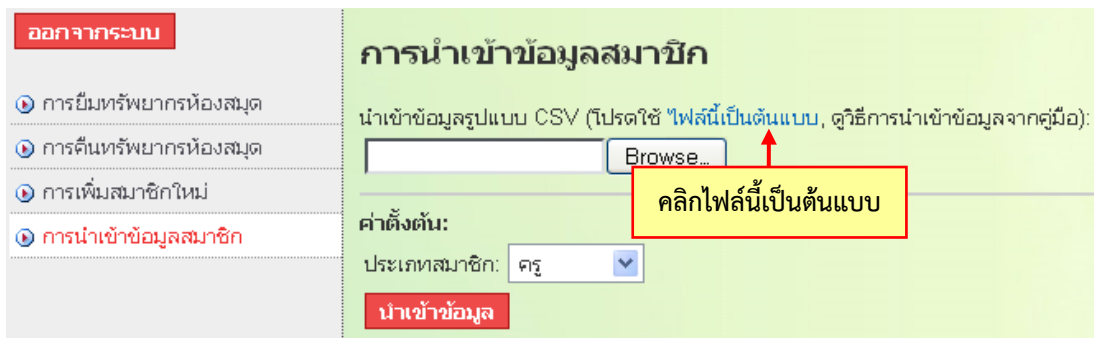 ออกจากระบบ
การยืมทรัพยากรห้องสมุด
การคืนทรัพยากรห้องสมุด
การเพิ่มสมาชิกใหม่
การนำเข้าข้อมูลสมาชิก
การนำเข้าข้อมูลสมาชิก
นำเข้าข้อมูลรูปแบบ CSV (โปรดใช้ ไฟล์นี้เป็นต้นแบบ, ดูวิธีการนำเข้าข้อมูลจากคู่มือ):
Browse...
คลิกไฟล์นี้เป็นต้นแบบ
ค่าตั้งต้น:
ประเภทสมาชิก: ครู
นำเข้าข้อมูล